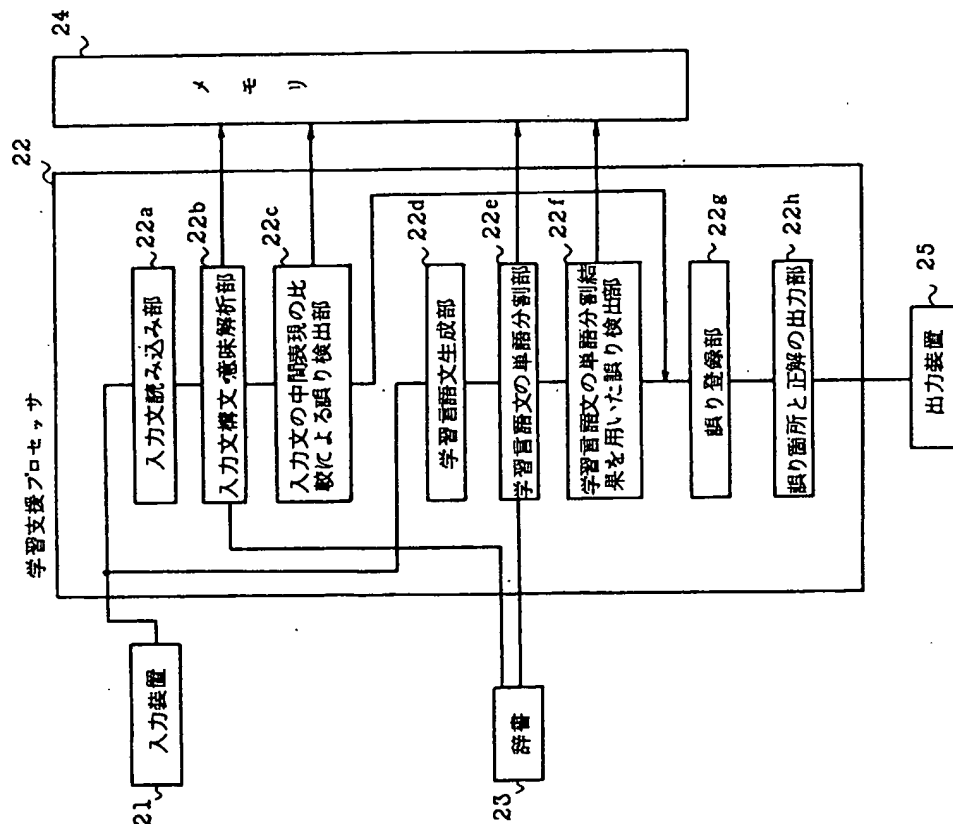 24
メモリ
22
学習支援プロセッサ
22a
入力文読み込み部
22b
入力文構文・意味解析部
22c
入力文の中間表現の比
較による誤り検出部
22d
学習言語文生成部
22e
学習言語文の単語分割部
22f
学習言語文の単語分割結
果を用いた誤り検出部
22g
誤り登録部
22h
誤り箇所と正解の出力部
25
出力装置
入力装置
21
辞書
23